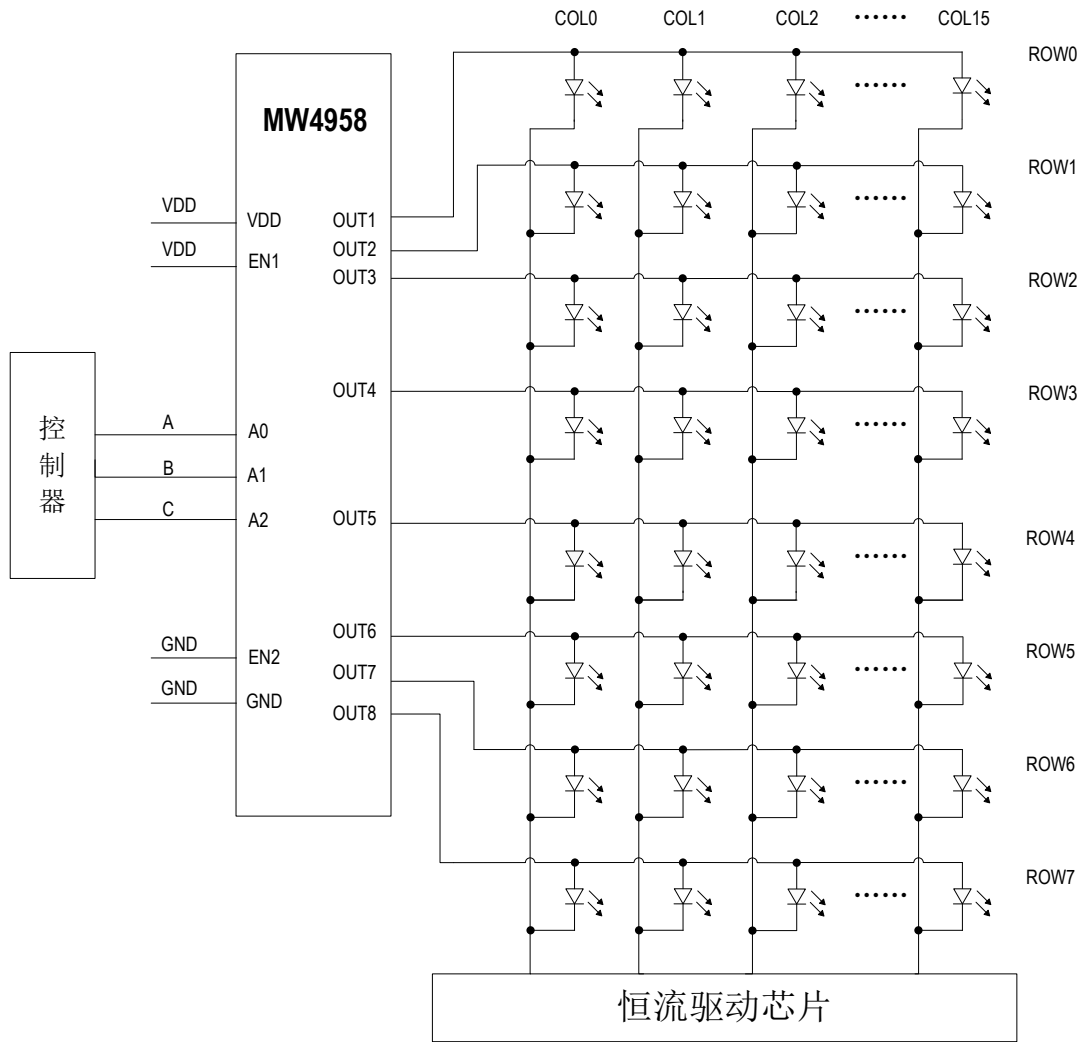 COL0 COL1 COL2 ...... COL15
ROW0
MW4958
ROW1
VDD
VDD
OUT1
VDD
EN1
OUT2
OUT3
ROW2
OUT4
ROW3
控制器
A
A0
B
A1
C
A2
OUT5
ROW4
OUT6
GND
EN2
ROW5
OUT7
GND
GND
OUT8
ROW6
ROW7
恒流驱动芯片